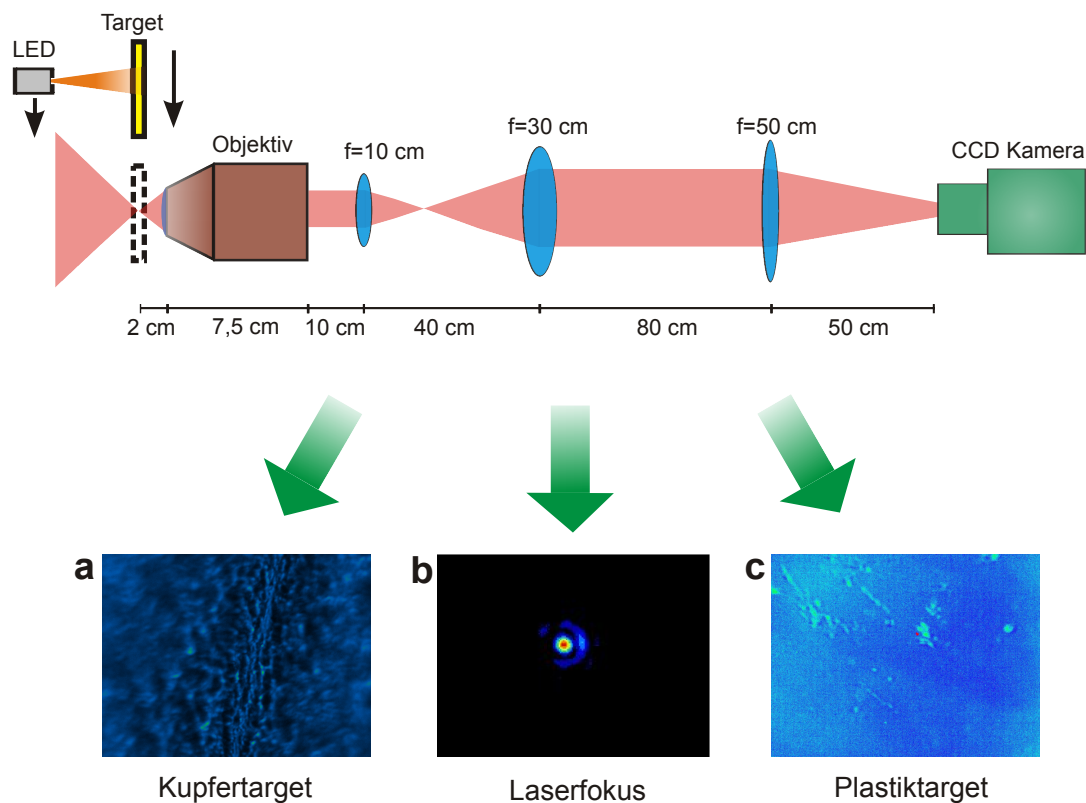 Target
LED
Objektiv
f=10 cm
f=30 cm
f=50 cm
CCD Kamera
2 cm
7,5 cm
10 cm
40 cm
80 cm
50 cm
a
b
c
Kupfertarget
Laserfokus
Plastiktarget